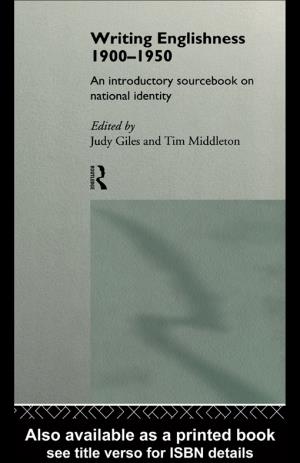 Writing Englishness
1900–1950
An introductory sourcebook on
national identity
Edited by
Judy Giles and Tim Middleton
ROUTLEDGE
Also available as a printed book
see title verso for ISBN details